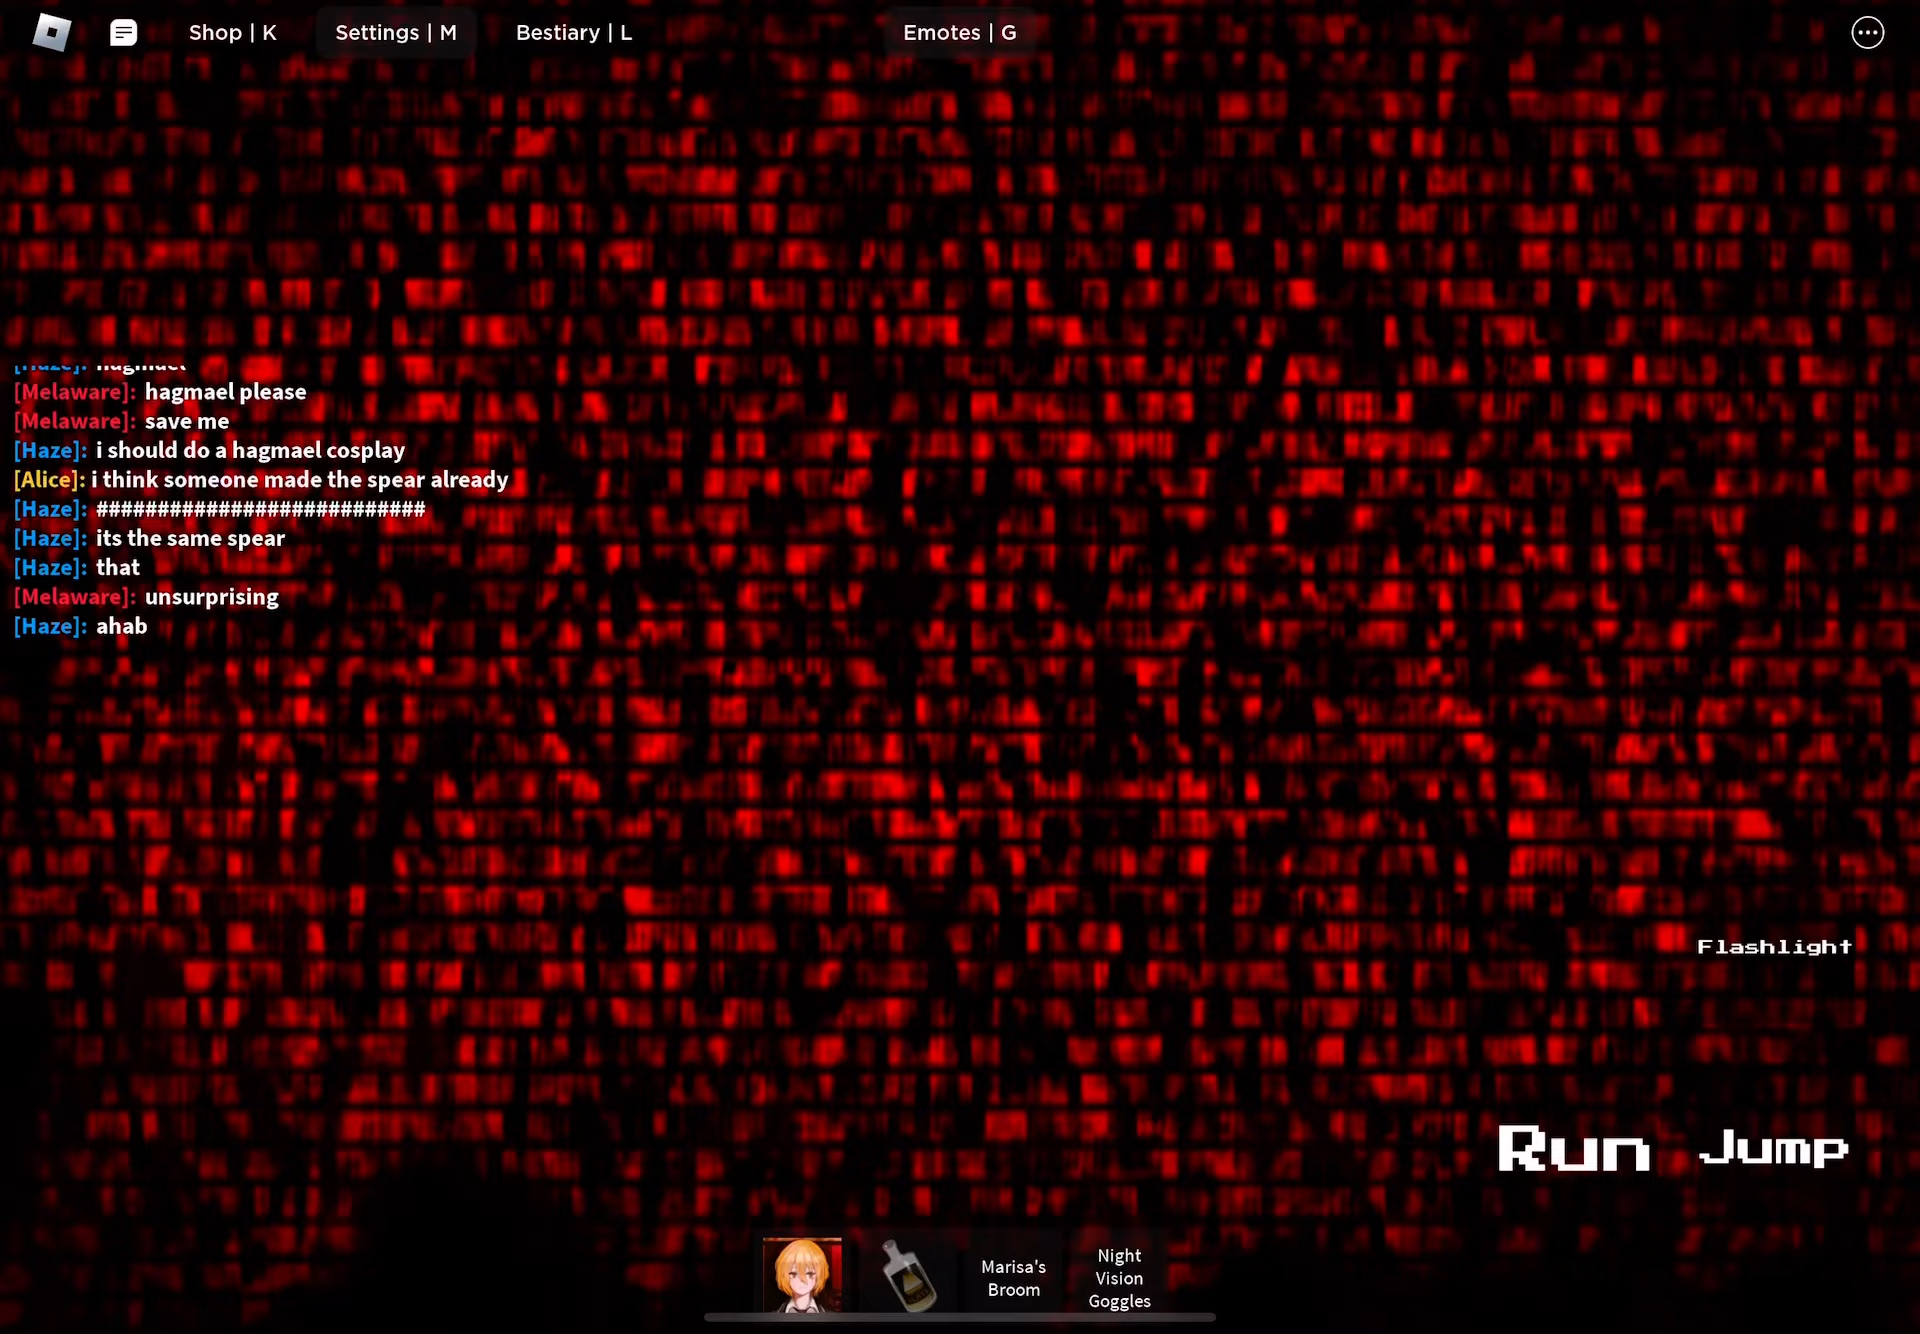 Shop | K
Settings | M
Bestiary | L
Emotes | G
[Haze]: hagmael
[Melaware]: hagmael please
[Melaware]: save me
[Haze]: i should do a hagmael cosplay
[Alice]: i think someone made the spear already
[Haze]: ###########################
[Haze]: its the same spear
[Haze]: that
[Melaware]: unsurprising
[Haze]: ahab
Flashlight
Run
Jump
Marisa's
Broom
Night
Vision
Goggles